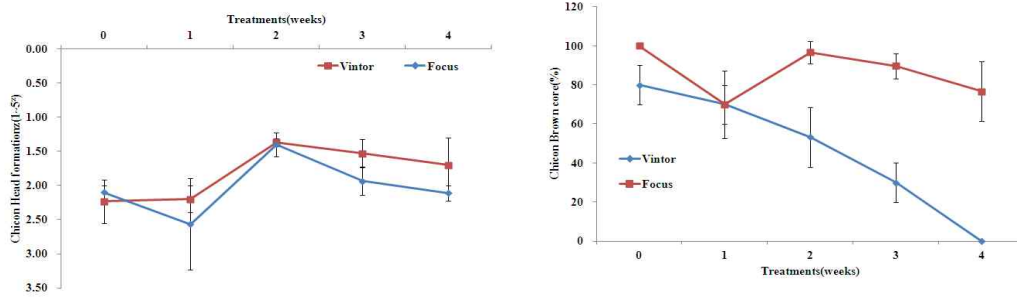 Treatments(weeks)
0 1 2 3 4
0.00
0.50
1.00
1.50
2.00
2.50
3.00
3.50
Chicon Head formationz(1-5ᶻ)
Vintor Focus
120
100
80
60
40
20
0
Chicon Brown core(%)
Vintor
Focus
0 1 2 3 4
Treatments(weeks)